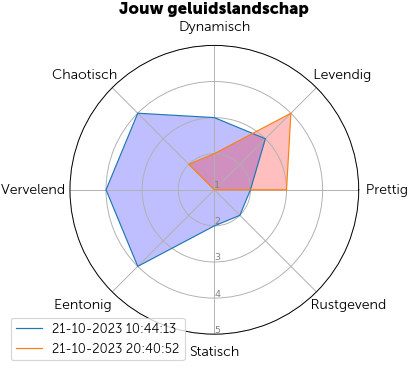 Jouw geluidslandschap
Dynamisch
Chaotisch
Levendig
Vervelend
1
Prettig
2
3
Eentonig
4
Rustgevend
5
21-10-2023 10:44:13
21-10-2023 20:40:52
Statisch